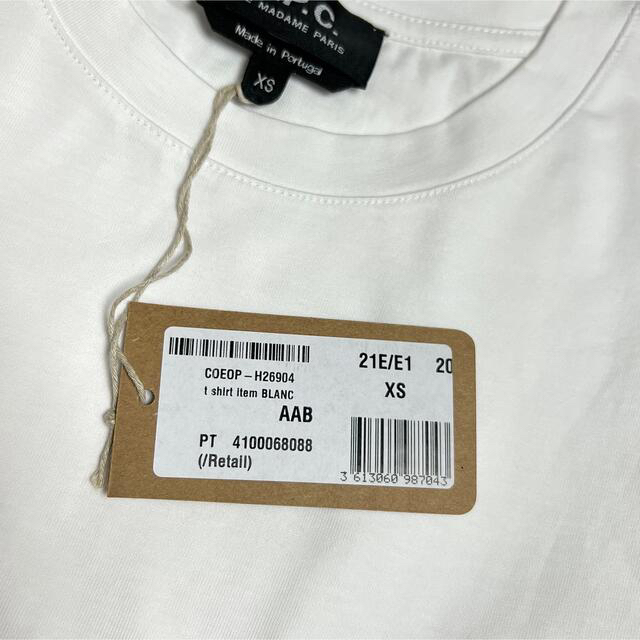 P.C.
MADAME PARIS
Made in Portugal
XS
COEOP-H26904
t shirt item BLANC
AAB
PT 4100068088
(/Retail)
21E/E1 20
XS
3 613060 987043